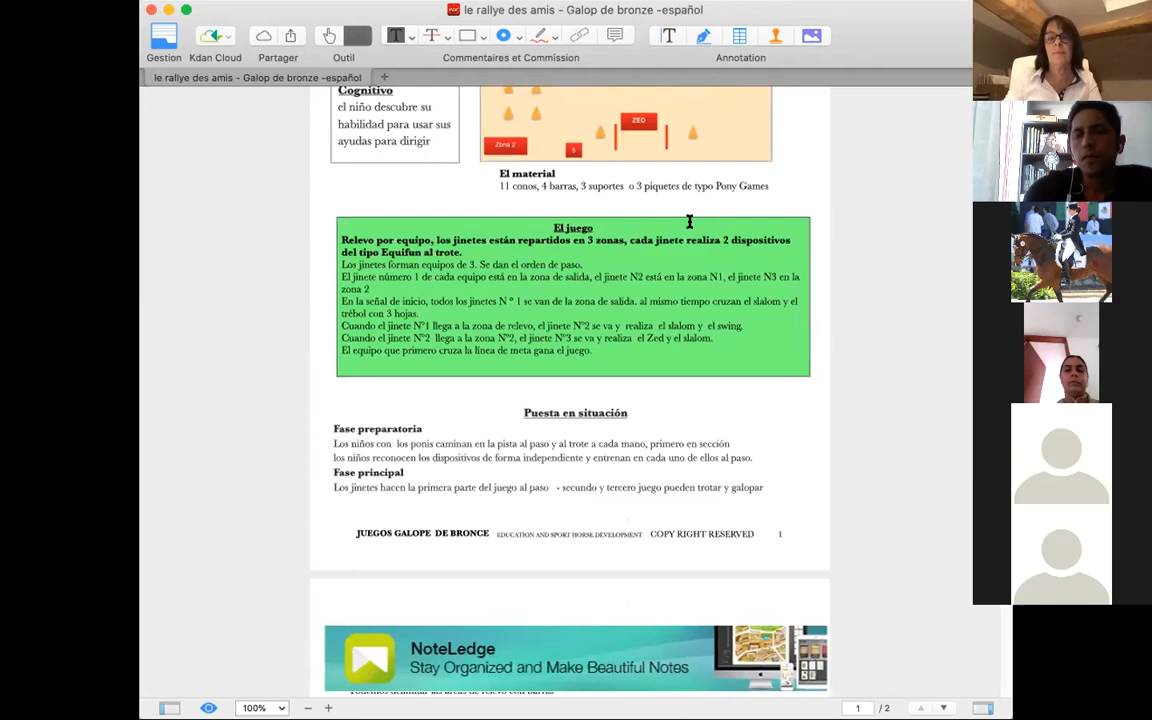 le rallye des amis - Galop de bronze -español
Gestion
Kdan Cloud
Partager
Outil
Commentaires et Commission
Annotation
le rallye des amis - Galop de bronze -español
Cognitivo
el niño descubre su
habilidad para usar sus
ayudas para dirigir
ZED
Zona 2
S
El material
11 conos, 4 barras, 3 suportes o 3 piquetes de typo Pony Games
El juego
Relevo por equipo, los jinetes están repartidos en 3 zonas, cada jinete realiza 2 dispositivos
del tipo Equifun al trote.
Los jinetes forman equipos de 3. Se dan el orden de paso.
El jinete número 1 de cada equipo está en la zona de salida, el jinete N2 está en la zona N1, el jinete N3 en la
zona 2
En la señal de inicio, todos los jinetes N º 1 se van de la zona de salida. al mismo tiempo cruzan el slalom y el
trébol con 3 hojas.
Cuando el jinete Nº1 llega a la zona de relevo, el jinete Nº2 se va y realiza el slalom y el swing.
Cuando el jinete Nº2 llega a la zona Nº2, el jinete Nº3 se va y realiza el Zed y el slalom.
El equipo que primero cruza la línea de meta gana el juego.
Puesta en situación
Fase preparatoria
Los niños con los ponis caminan en la pista al paso y al trote a cada mano, primero en sección
los niños reconocen los dispositivos de forma independiente y entrenan en cada uno de ellos al paso.
Fase principal
Los jinetes hacen la primera parte del juego al paso - secundo y tercero juego pueden trotar y galopar
JUEGOS GALOPE DE BRONCE EDUCATION AND SPORT HORSE DEVELOPMENT COPY RIGHT RESERVED 1
NoteLedge
Stay Organized and Make Beautiful Notes
100%
1 / 2